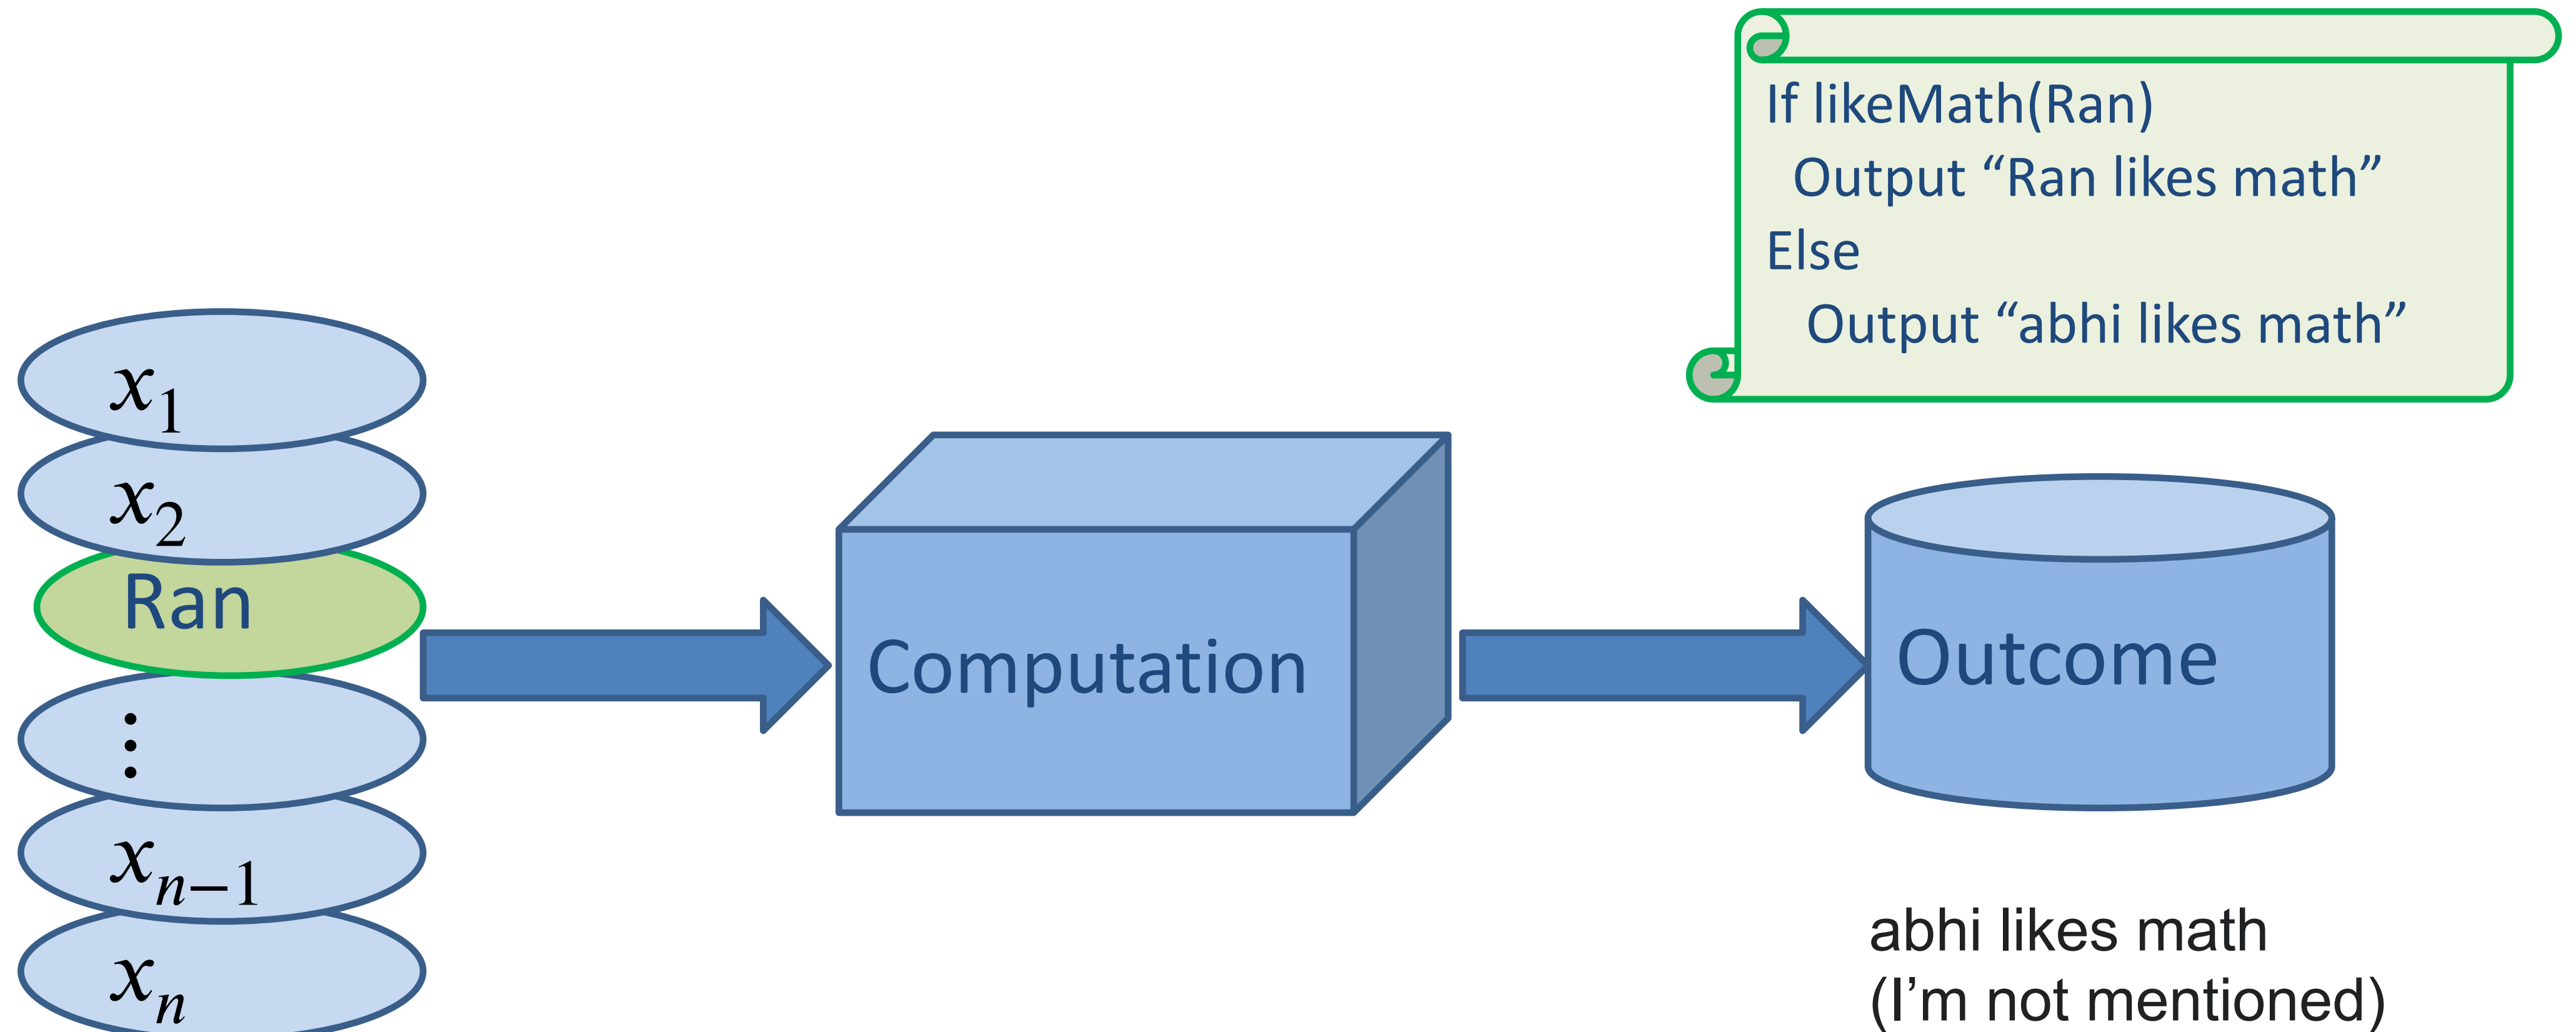 If likeMath(Ran)
Output “Ran likes math”
Else
Output “abhi likes math”
x₁
x₂
Ran
⋮
xₙ₋₁
xₙ
Computation
Outcome
abhi likes math
(I’m not mentioned)